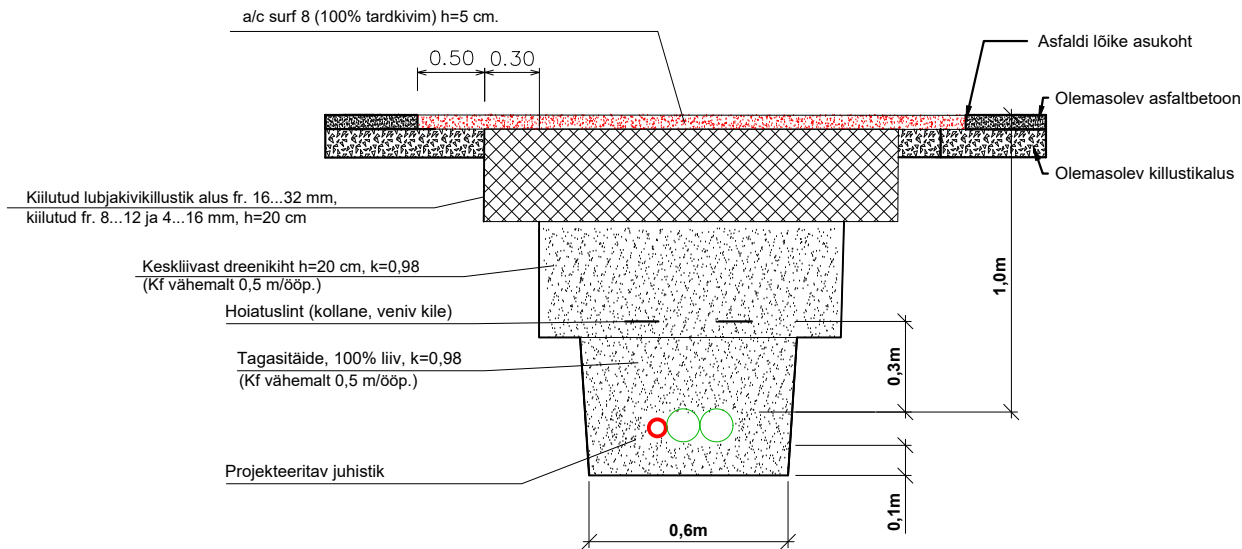 a/c surf 8 (100% tardkivim) h=5 cm.
0.50
0.30
Asfaldi lõike asukoht
Olemasolev asfaltbetoon
Olemasolev killustikalus
Kiilutud lubjakivikillustik alus fr. 16...32 mm,
kiilutud fr. 8...12 ja 4...16 mm, h=20 cm
Keskliivast dreenikiht h=20 cm, k=0,98
(Kf vähemalt 0,5 m/ööp.)
Hoiatuslint (kollane, veniv kile)
Tagasitäide, 100% liiv, k=0,98
(Kf vähemalt 0,5 m/ööp.)
Projekteeritav juhistik
1,0m
0,3m
0,1m
0,6m